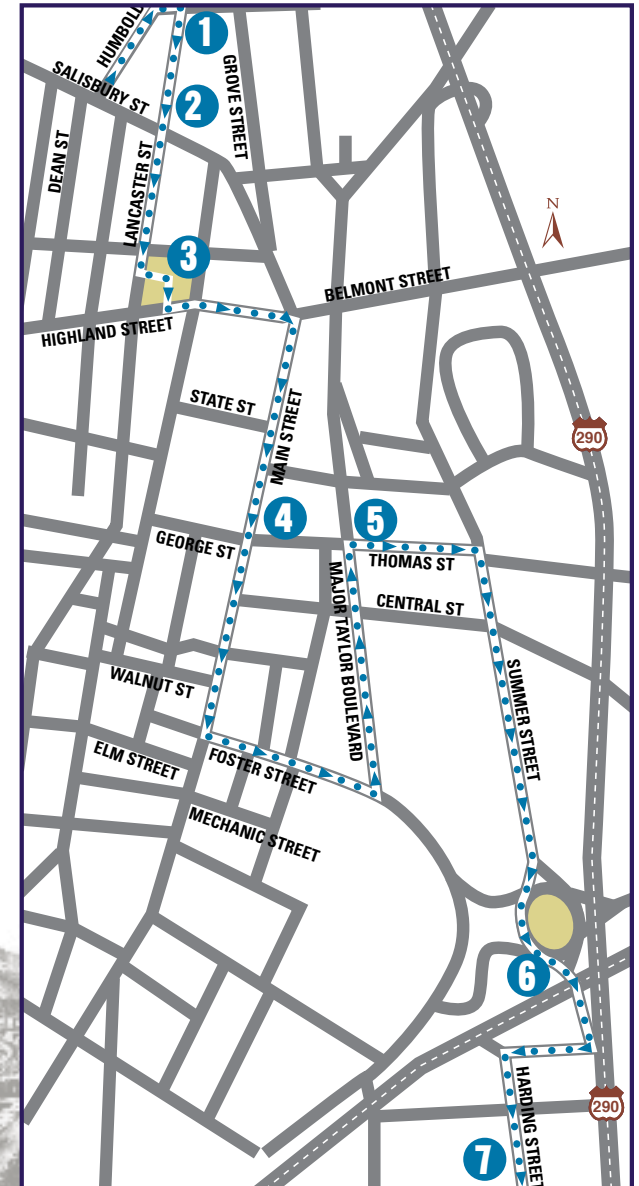 1
HUMBOL
SALISBURY ST
2
GROVE STREET
DEAN ST
LANCASTER ST
N
3
BELMONT STREET
HIGHLAND STREET
STATE ST
MAIN STREET
290
4
5
GEORGE ST
THOMAS ST
MAJOR TAYLOR BOULEVARD
CENTRAL ST
WALNUT ST
SUMMER STREET
ELM STREET
FOSTER STREET
MECHANIC STREET
6
HARDING STREET
290
7